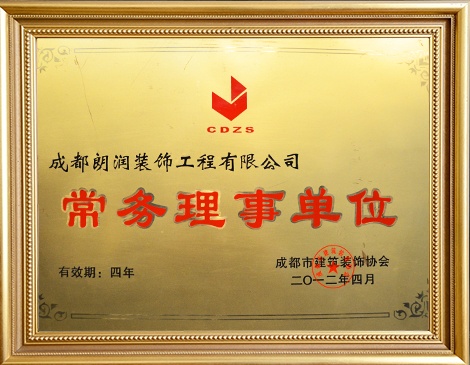 CDZS
成都朗润装饰工程有限公司
常务理事单位
有效期：四年
成都市建筑装饰协会
二〇一二年四月